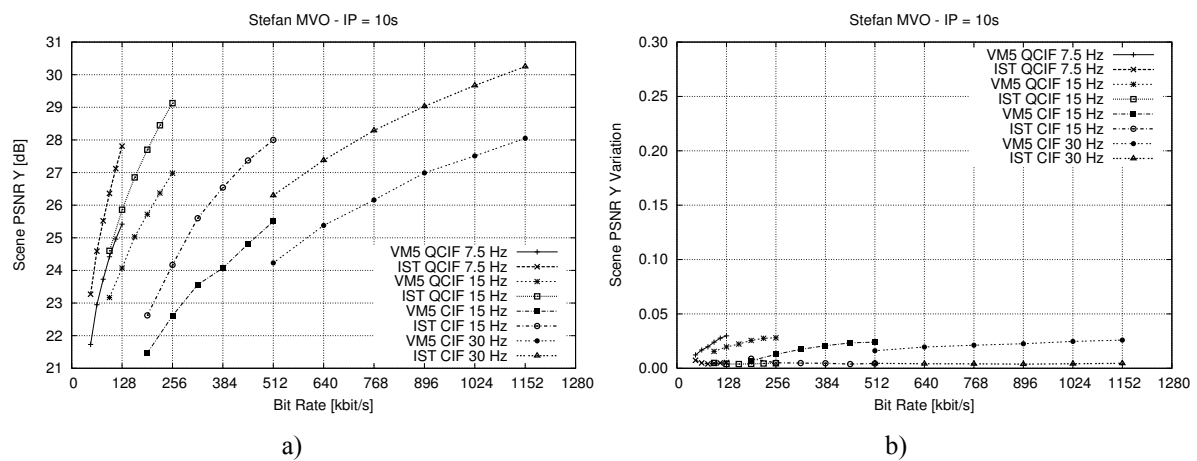 Stefan MVO - IP = 10s
Scene PSNR Y [dB]
31
30
29
28
27
26
25
24
23
22
21
VM5 QCIF 7.5 Hz
IST QCIF 7.5 Hz
VM5 QCIF 15 Hz
IST QCIF 15 Hz
VM5 CIF 15 Hz
IST CIF 15 Hz
VM5 CIF 30 Hz
IST CIF 30 Hz
0 128 256 384 512 640 768 896 1024 1152 1280
Bit Rate [kbit/s]
a)
Stefan MVO - IP = 10s
Scene PSNR Y Variation
0.30
0.25
0.20
0.15
0.10
0.05
0.00
VM5 QCIF 7.5 Hz
IST QCIF 7.5 Hz
VM5 QCIF 15 Hz
IST QCIF 15 Hz
VM5 CIF 15 Hz
IST CIF 15 Hz
VM5 CIF 30 Hz
IST CIF 30 Hz
0 128 256 384 512 640 768 896 1024 1152 1280
Bit Rate [kbit/s]
b)